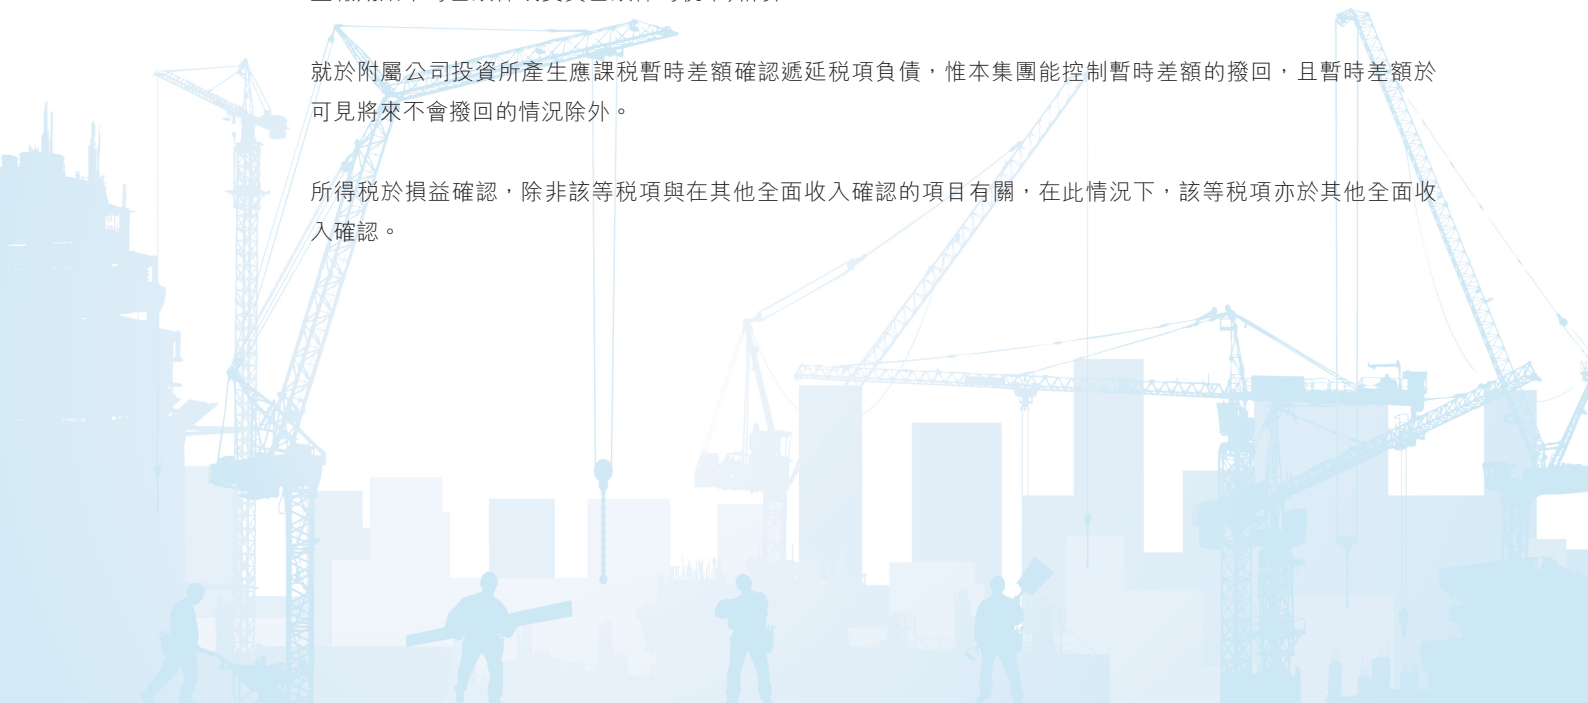 就於附屬公司投資所產生應課税暫時差額確認遞延税項負債，惟本集團能控制暫時差額的撥回，且暫時差額於
可見將來不會撥回的情況除外。
所得税於損益確認，除非該等税項與在其他全面收入確認的項目有關，在此情況下，該等税項亦於其他全面收
入確認。